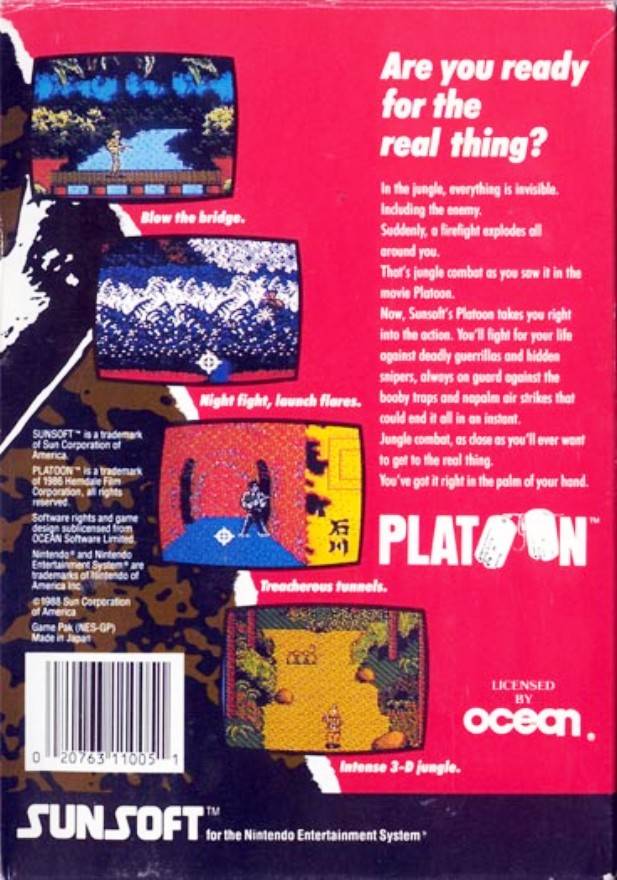 Are you ready
for the
real thing?
In the jungle, everything is invisible.
Including the enemy.
Suddenly, a firefight explodes all
around you.
That's jungle combat as you saw it in the
movie Platoon.
Now, Sunsoft's Platoon takes you right
into the action. You'll fight for your life
against deadly guerrillas and hidden
snipers, always on guard against the
booby traps and napalm air strikes that
could end it all in an instant.
Jungle combat, as close as you'll ever want
to get to the real thing.
You've got it right in the palm of your hand.
PLATOON™
LICENSED
BY
ocean®
Blow the bridge.
Night fight, launch flares.
Treacherous tunnels.
Intense 3-D jungle.
SUNSOFT™ is a trademark
of Sun Corporation of
America.
PLATOON™ is a trademark
of 1986 Hemdale Film
Corporation, all rights
reserved.
Software rights and game
design sublicensed from
OCEAN Software Limited.
Nintendo® and Nintendo
Entertainment System® are
trademarks of Nintendo of
America Inc.
©1988 Sun Corporation
of America
Game Pak (NES-GP)
Made in Japan
0 20763 11005 1
SUNSOFT™ for the Nintendo Entertainment System®